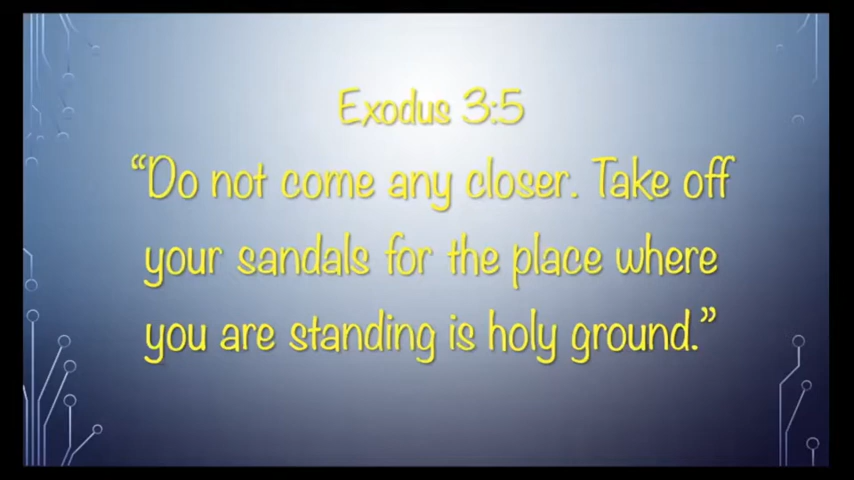 Exodus 3:5
“Do not come any closer. Take off
your sandals for the place where
you are standing is holy ground.”